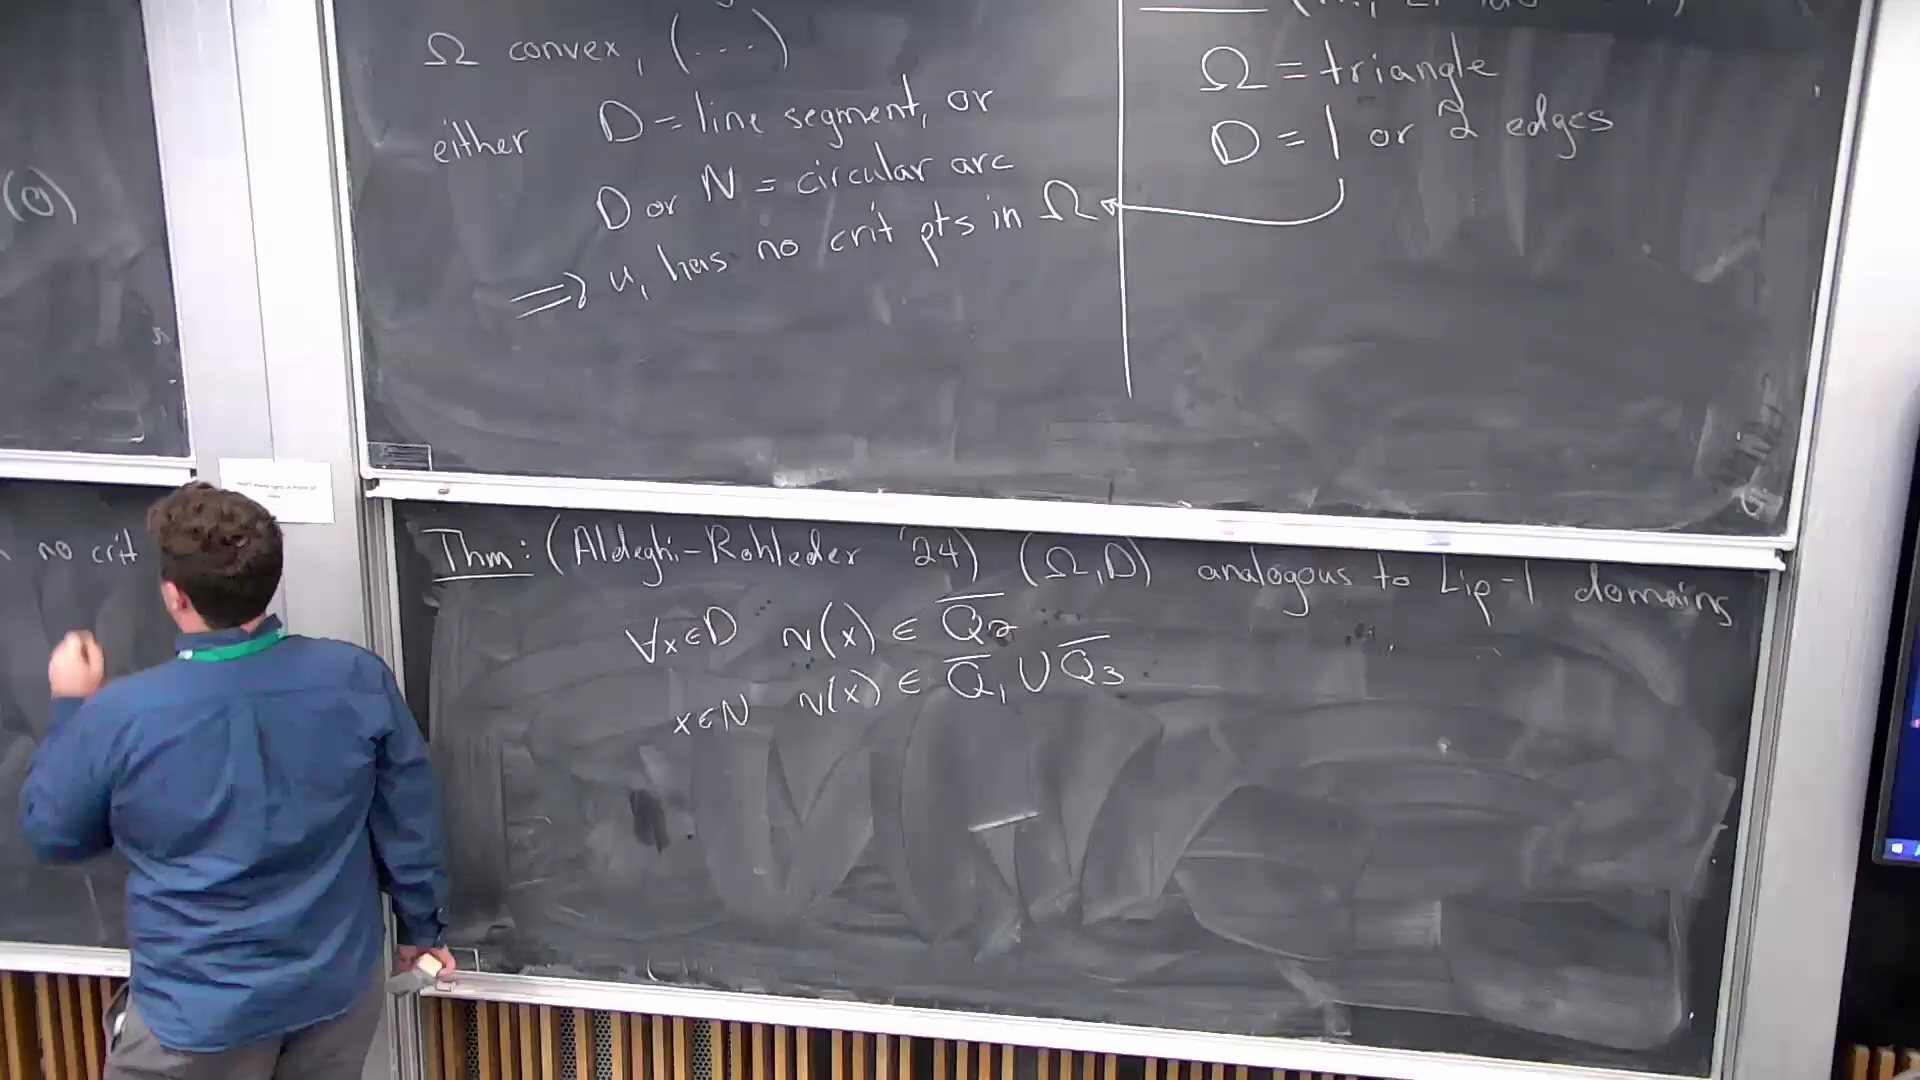 (0)
no crit
Ω convex, (...)
either D = line segment, or
D or N = circular arc
⟹ u₁ has no crit pts in Ω
Ω = triangle
D = 1 or 2 edges
Thm: (Aldeghi-Rohleder '24) (Ω,D) analogous to Lip-1 domains
∀x∈D ν(x) ∈ Q̅₂
x∈N ν(x) ∈ Q̅₁ ∪ Q̅₃